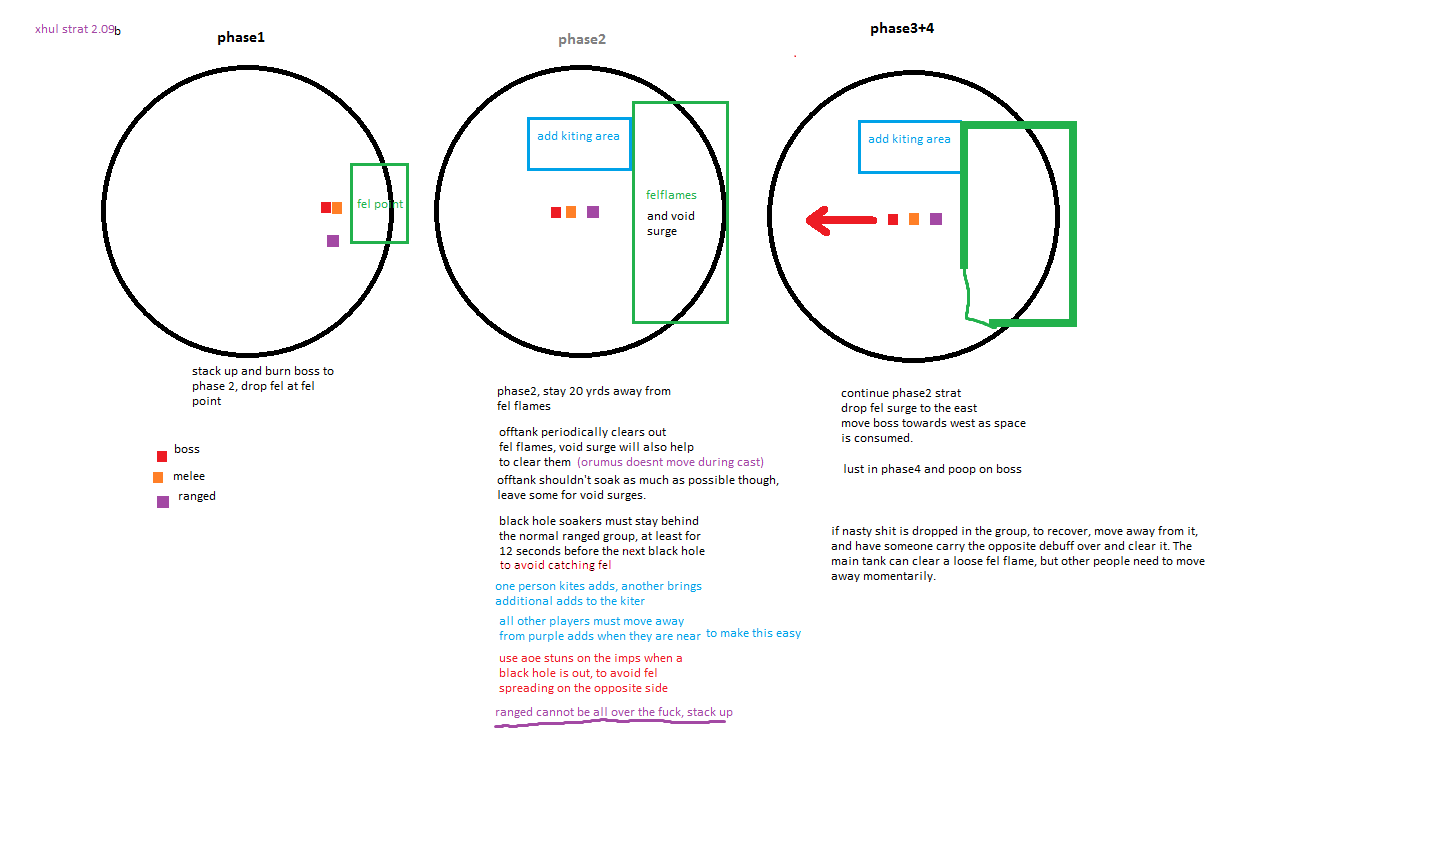 xhul strat 2.09b
phase1
phase2
phase3+4
fel point
add kiting area
felflames
and void
surge
add kiting area
stack up and burn boss to
phase 2, drop fel at fel
point
boss
melee
ranged
phase2, stay 20 yrds away from
fel flames
offtank periodically clears out
fel flames, void surge will also help
to clear them (orumus doesnt move during cast)
offtank shouldn't soak as much as possible though,
leave some for void surges.
black hole soakers must stay behind
the normal ranged group, at least for
12 seconds before the next black hole
to avoid catching fel
one person kites adds, another brings
additional adds to the kiter
all other players must move away
from purple adds when they are near to make this easy
use aoe stuns on the imps when a
black hole is out, to avoid fel
spreading on the opposite side
ranged cannot be all over the fuck, stack up
continue phase2 strat
drop fel surge to the east
move boss towards west as space
is consumed.
lust in phase4 and poop on boss
if nasty shit is dropped in the group, to recover, move away from it,
and have someone carry the opposite debuff over and clear it. The
main tank can clear a loose fel flame, but other people need to move
away momentarily.